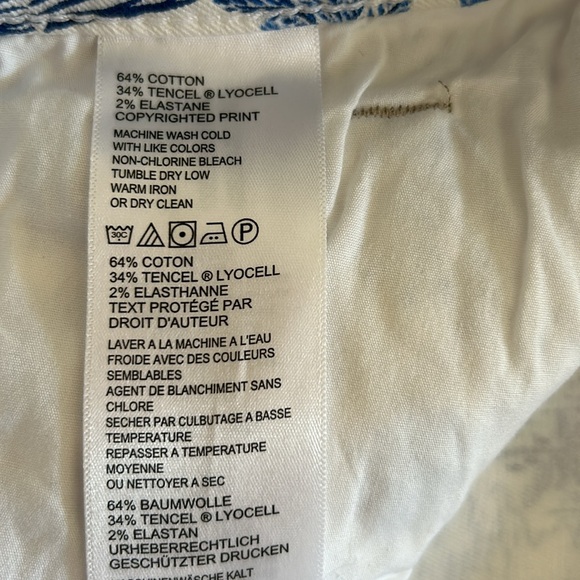 64% COTTON
34% TENCEL ® LYOCELL
2% ELASTANE
COPYRIGHTED PRINT
MACHINE WASH COLD
WITH LIKE COLORS
NON-CHLORINE BLEACH
TUMBLE DRY LOW
WARM IRON
OR DRY CLEAN
30C P
64% COTON
34% TENCEL ® LYOCELL
2% ELASTHANNE
TEXT PROTÉGÉ PAR
DROIT D'AUTEUR
LAVER A LA MACHINE A L'EAU
FROIDE AVEC DES COULEURS
SEMBLABLES
AGENT DE BLANCHIMENT SANS
CHLORE
SECHER PAR CULBUTAGE A BASSE
TEMPERATURE
REPASSER A TEMPERATURE
MOYENNE
OU NETTOYER A SEC
64% BAUMWOLLE
34% TENCEL ® LYOCELL
2% ELASTAN
URHEBERRECHTLICH
GESCHÜTZTER DRUCKEN
MASCHINENWÄSCHE KALT